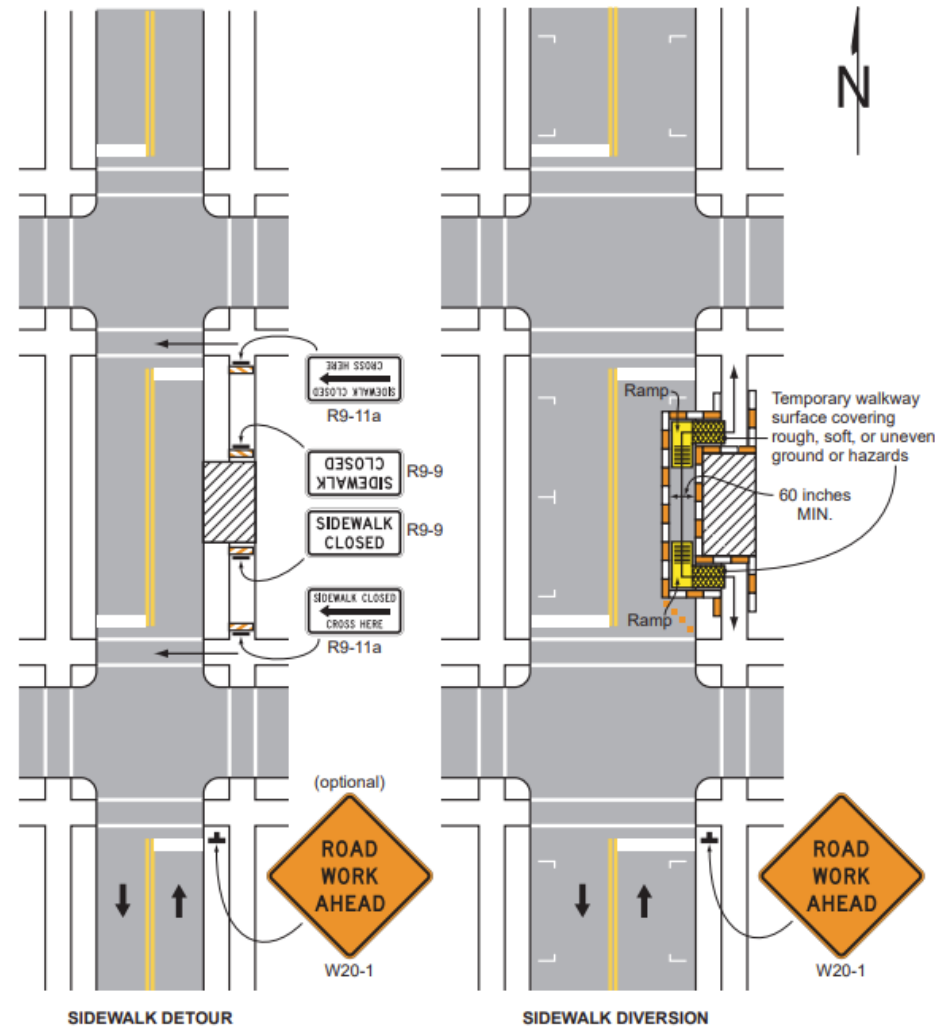 N
CROSS HERE
SIDEWALK CLOSED
R9-11a
SIDEWALK
CLOSED
R9-9
SIDEWALK
CLOSED
R9-9
SIDEWALK CLOSED
CROSS HERE
R9-11a
(optional)
ROAD
WORK
AHEAD
W20-1
SIDEWALK DETOUR
Ramp
Temporary walkway
surface covering
rough, soft, or uneven
ground or hazards
60 inches
MIN.
Ramp
ROAD
WORK
AHEAD
W20-1
SIDEWALK DIVERSION